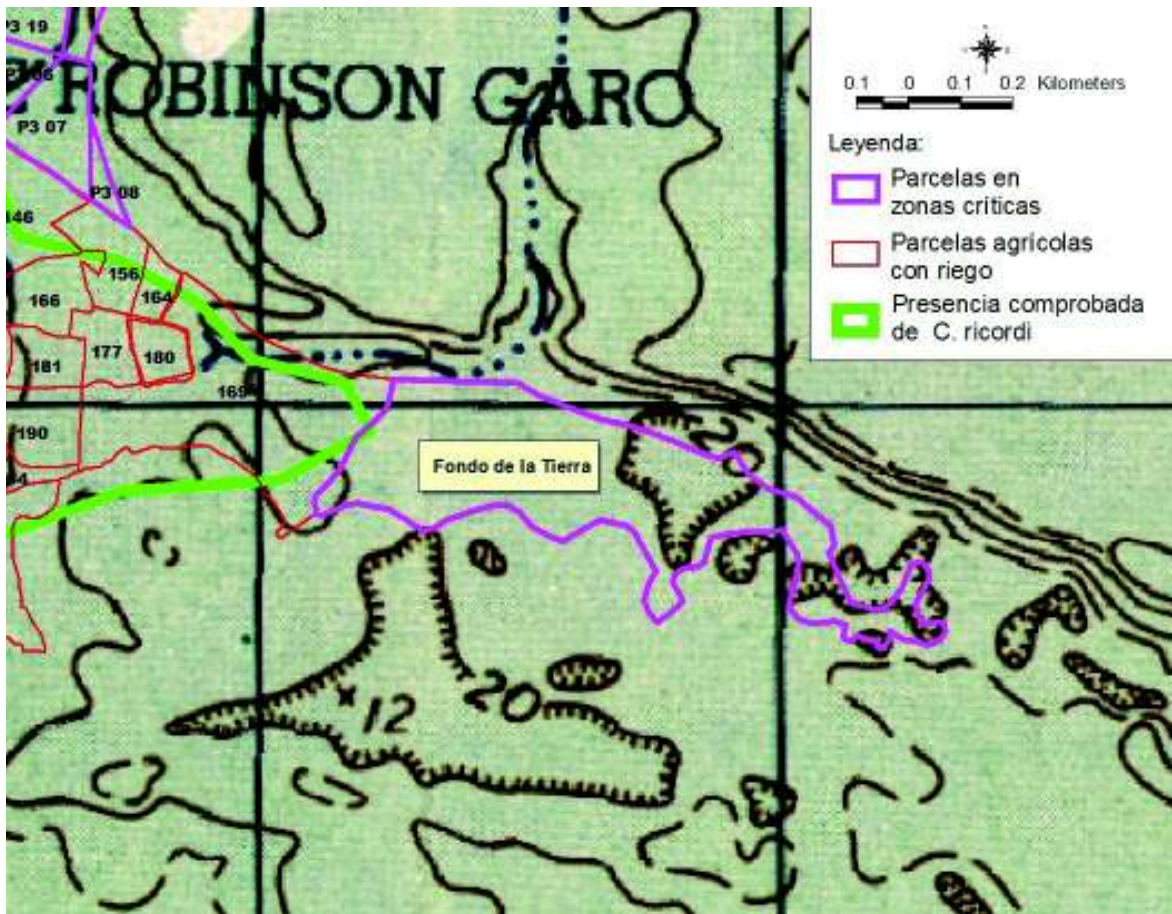 P3 19
ROBINSON GARO
P3 07
P3 08
146
156
166
164
177
180
181
169
190
Fondo de la Tierra
20
20
12
0.1 0 0.1 0.2 Kilometers
Leyenda:
Parcelas en
zonas críticas
Parcelas agrícolas
con riego
Presencia comprobada
de C. ricordi